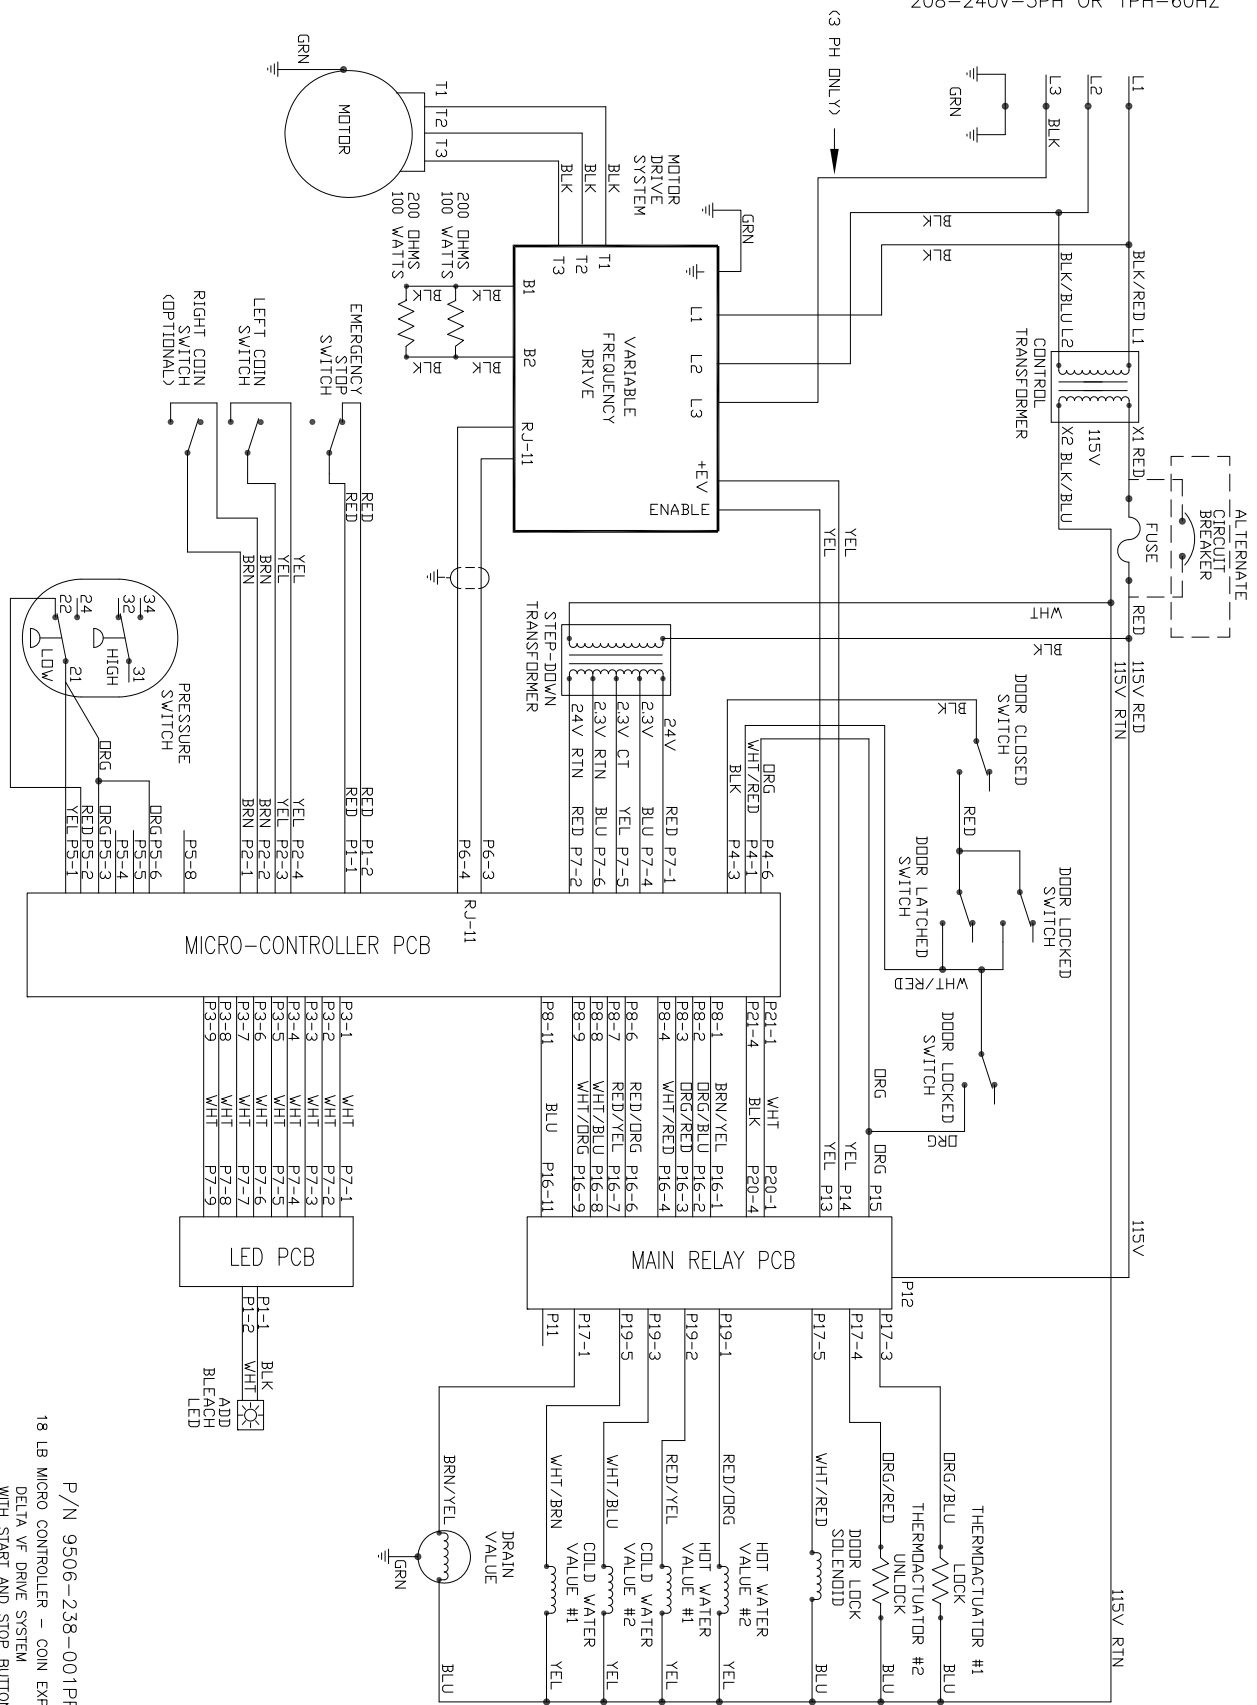 208-240V-3PH OR 1PH-60HZ
L1
L2
L3
GRN
BLK
(3 PH ONLY)
GRN
MOTOR
T1
T2
T3
BLK
BLK
BLK
MOTOR
DRIVE
SYSTEM
GRN
BLK
BLK
BLK/RED L1
BLK/BLU L2
CONTROL
TRANSFORMER
115V
X1 RED
X2 BLK/BLU
FUSE
ALTERNATE
CIRCUIT
BREAKER
RED
115V RED
115V RTN
WHT
BLK
200 OHMS
100 WATTS
200 OHMS
100 WATTS
BLK
BLK
BLK
BLK
T1
T2
T3
B1
B2
RJ-11
L1
L2
L3
+EV
ENABLE
VARIABLE
FREQUENCY
DRIVE
YEL
YEL
EMERGENCY
STOP
SWITCH
LEFT COIN
SWITCH
RIGHT COIN
SWITCH
(OPTIONAL)
RED
RED
YEL
YEL
BRN
BRN
34
32
24
22
31
21
HIGH
LOW
PRESSURE
SWITCH
ORG
STEP-DOWN
TRANSFORMER
24V
2.3V
2.3V CT
2.3V RTN
24V RTN
RED P7-1
BLU P7-4
YEL P7-5
BLU P7-6
RED P7-2
DOOR CLOSED
SWITCH
BLK
RED
DOOR LATCHED
SWITCH
DOOR LOCKED
SWITCH
WHT/RED
DOOR LOCKED
SWITCH
ORG
ORG
ORG P4-6
WHT/RED P4-1
BLK P4-3
P6-3
P6-4
RED P1-2
RED P1-1
YEL P2-4
YEL P2-3
BRN P2-2
BRN P2-1
P5-8
ORG P5-6
P5-5
P5-4
ORG P5-3
RED P5-2
YEL P5-1
RJ-11
MICRO-CONTROLLER PCB
P21-1 WHT P20-1
P21-4 BLK P20-4
P8-1 BRN/YEL P16-1
P8-2 ORG/BLU P16-2
P8-3 ORG/RED P16-3
P8-4 WHT/RED P16-4
P8-6 RED/ORG P16-6
P8-7 RED/YEL P16-7
P8-8 WHT/BLU P16-8
P8-9 WHT/ORG P16-9
P8-11 BLU P16-11
P3-1 WHT P7-1
P3-2 WHT P7-2
P3-3 WHT P7-3
P3-4 WHT P7-4
P3-5 WHT P7-5
P3-6 WHT P7-6
P3-7 WHT P7-7
P3-8 WHT P7-8
P3-9 WHT P7-9
ORG P15
YEL P14
YEL P13
115V
P12
MAIN RELAY PCB
LED PCB
P1-1 BLK
P1-2 WHT
ADD
BLEACH
LED
P17-3
P17-4
P17-5
P19-1
P19-2
P19-3
P19-5
P17-1
P11
ORG/BLU
ORG/RED
WHT/RED
RED/ORG
RED/YEL
WHT/BLU
WHT/BRN
BRN/YEL
THERMOACTUATOR #1
LOCK
THERMOACTUATOR #2
UNLOCK
DOOR LOCK
SOLENOID
HOT WATER
VALUE #2
HOT WATER
VALUE #1
COLD WATER
VALUE #2
COLD WATER
VALUE #1
DRAIN
VALUE
GRN
BLU
BLU
BLU
YEL
YEL
YEL
YEL
BLU
115V RTN
P/N 9506-238-001PF
18 LB MICRO CONTROLLER - COIN EXP
DELTA VF DRIVE SYSTEM
WITH START AND STOP BUTTON